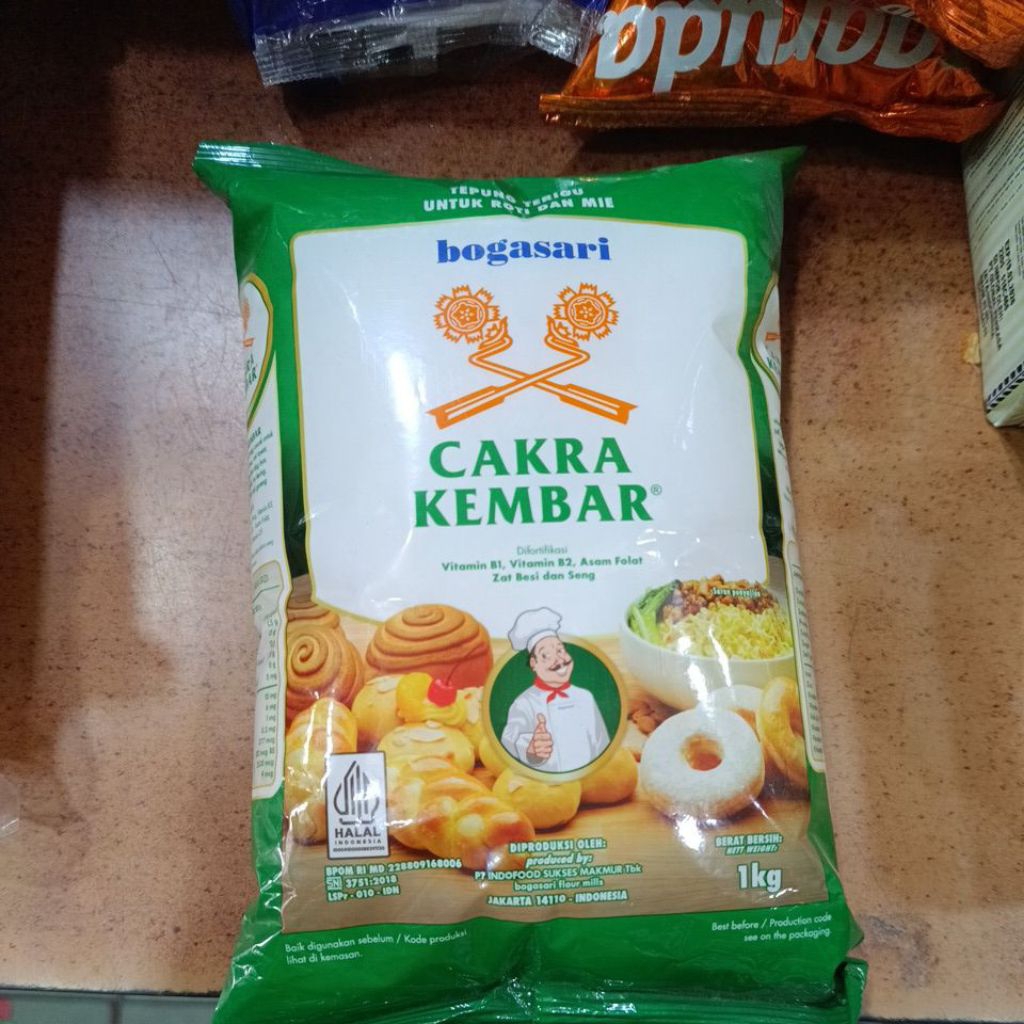 aruda
TEPUNG TERIGU
UNTUK ROTI DAN MIE
bogasari
CAKRA
KEMBAR®
Difortifikasi
Vitamin B1, Vitamin B2, Asam Folat
Zat Besi dan Seng
Saran penyajian
HALAL
INDONESIA
BPOM RI MD 228809168006
SNI 3751:2018
LSPr - 010 - IDN
DIPRODUKSI OLEH:
produced by:
PT INDOFOOD SUKSES MAKMUR Tbk
bogasari flour mills
JAKARTA 14110 - INDONESIA
BERAT BERSIH:
NETT WEIGHT:
1kg
Baik digunakan sebelum / Kode produksi
lihat di kemasan.
Best before / Production code
see on the packaging.